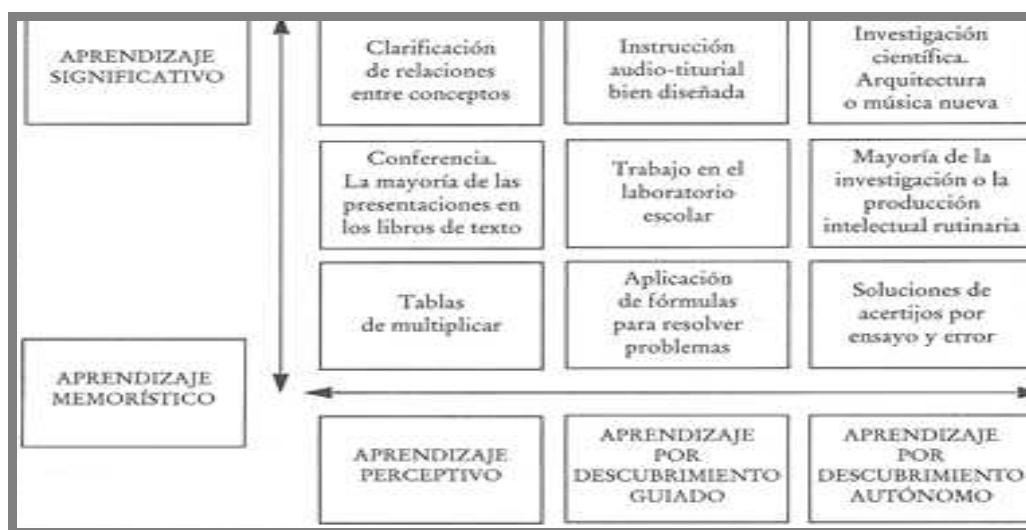 APRENDIZAJE
SIGNIFICATIVO
Clarificación
de relaciones
entre conceptos
Instrucción
audio-titurial
bien diseñada
Investigación
científica.
Arquitectura
o música nueva
Conferencia.
La mayoría de las
presentaciones en
los libros de texto
Trabajo en el
laboratorio
escolar
Mayoría de la
investigación o la
producción
intelectual rutinaria
Tablas
de multiplicar
Aplicación
de fórmulas
para resolver
problemas
Soluciones de
acertijos por
ensayo y error
APRENDIZAJE
MEMORÍSTICO
APRENDIZAJE
PERCEPTIVO
APRENDIZAJE
POR
DESCUBRIMIENTO
GUIADO
APRENDIZAJE
POR
DESCUBRIMIENTO
AUTÓNOMO